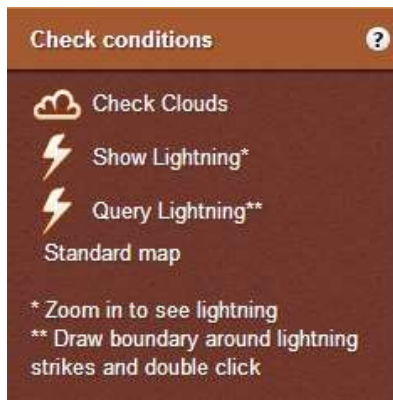 Check conditions ?
Check Clouds
Show Lightning*
Query Lightning**
Standard map
* Zoom in to see lightning
** Draw boundary around lightning
strikes and double click